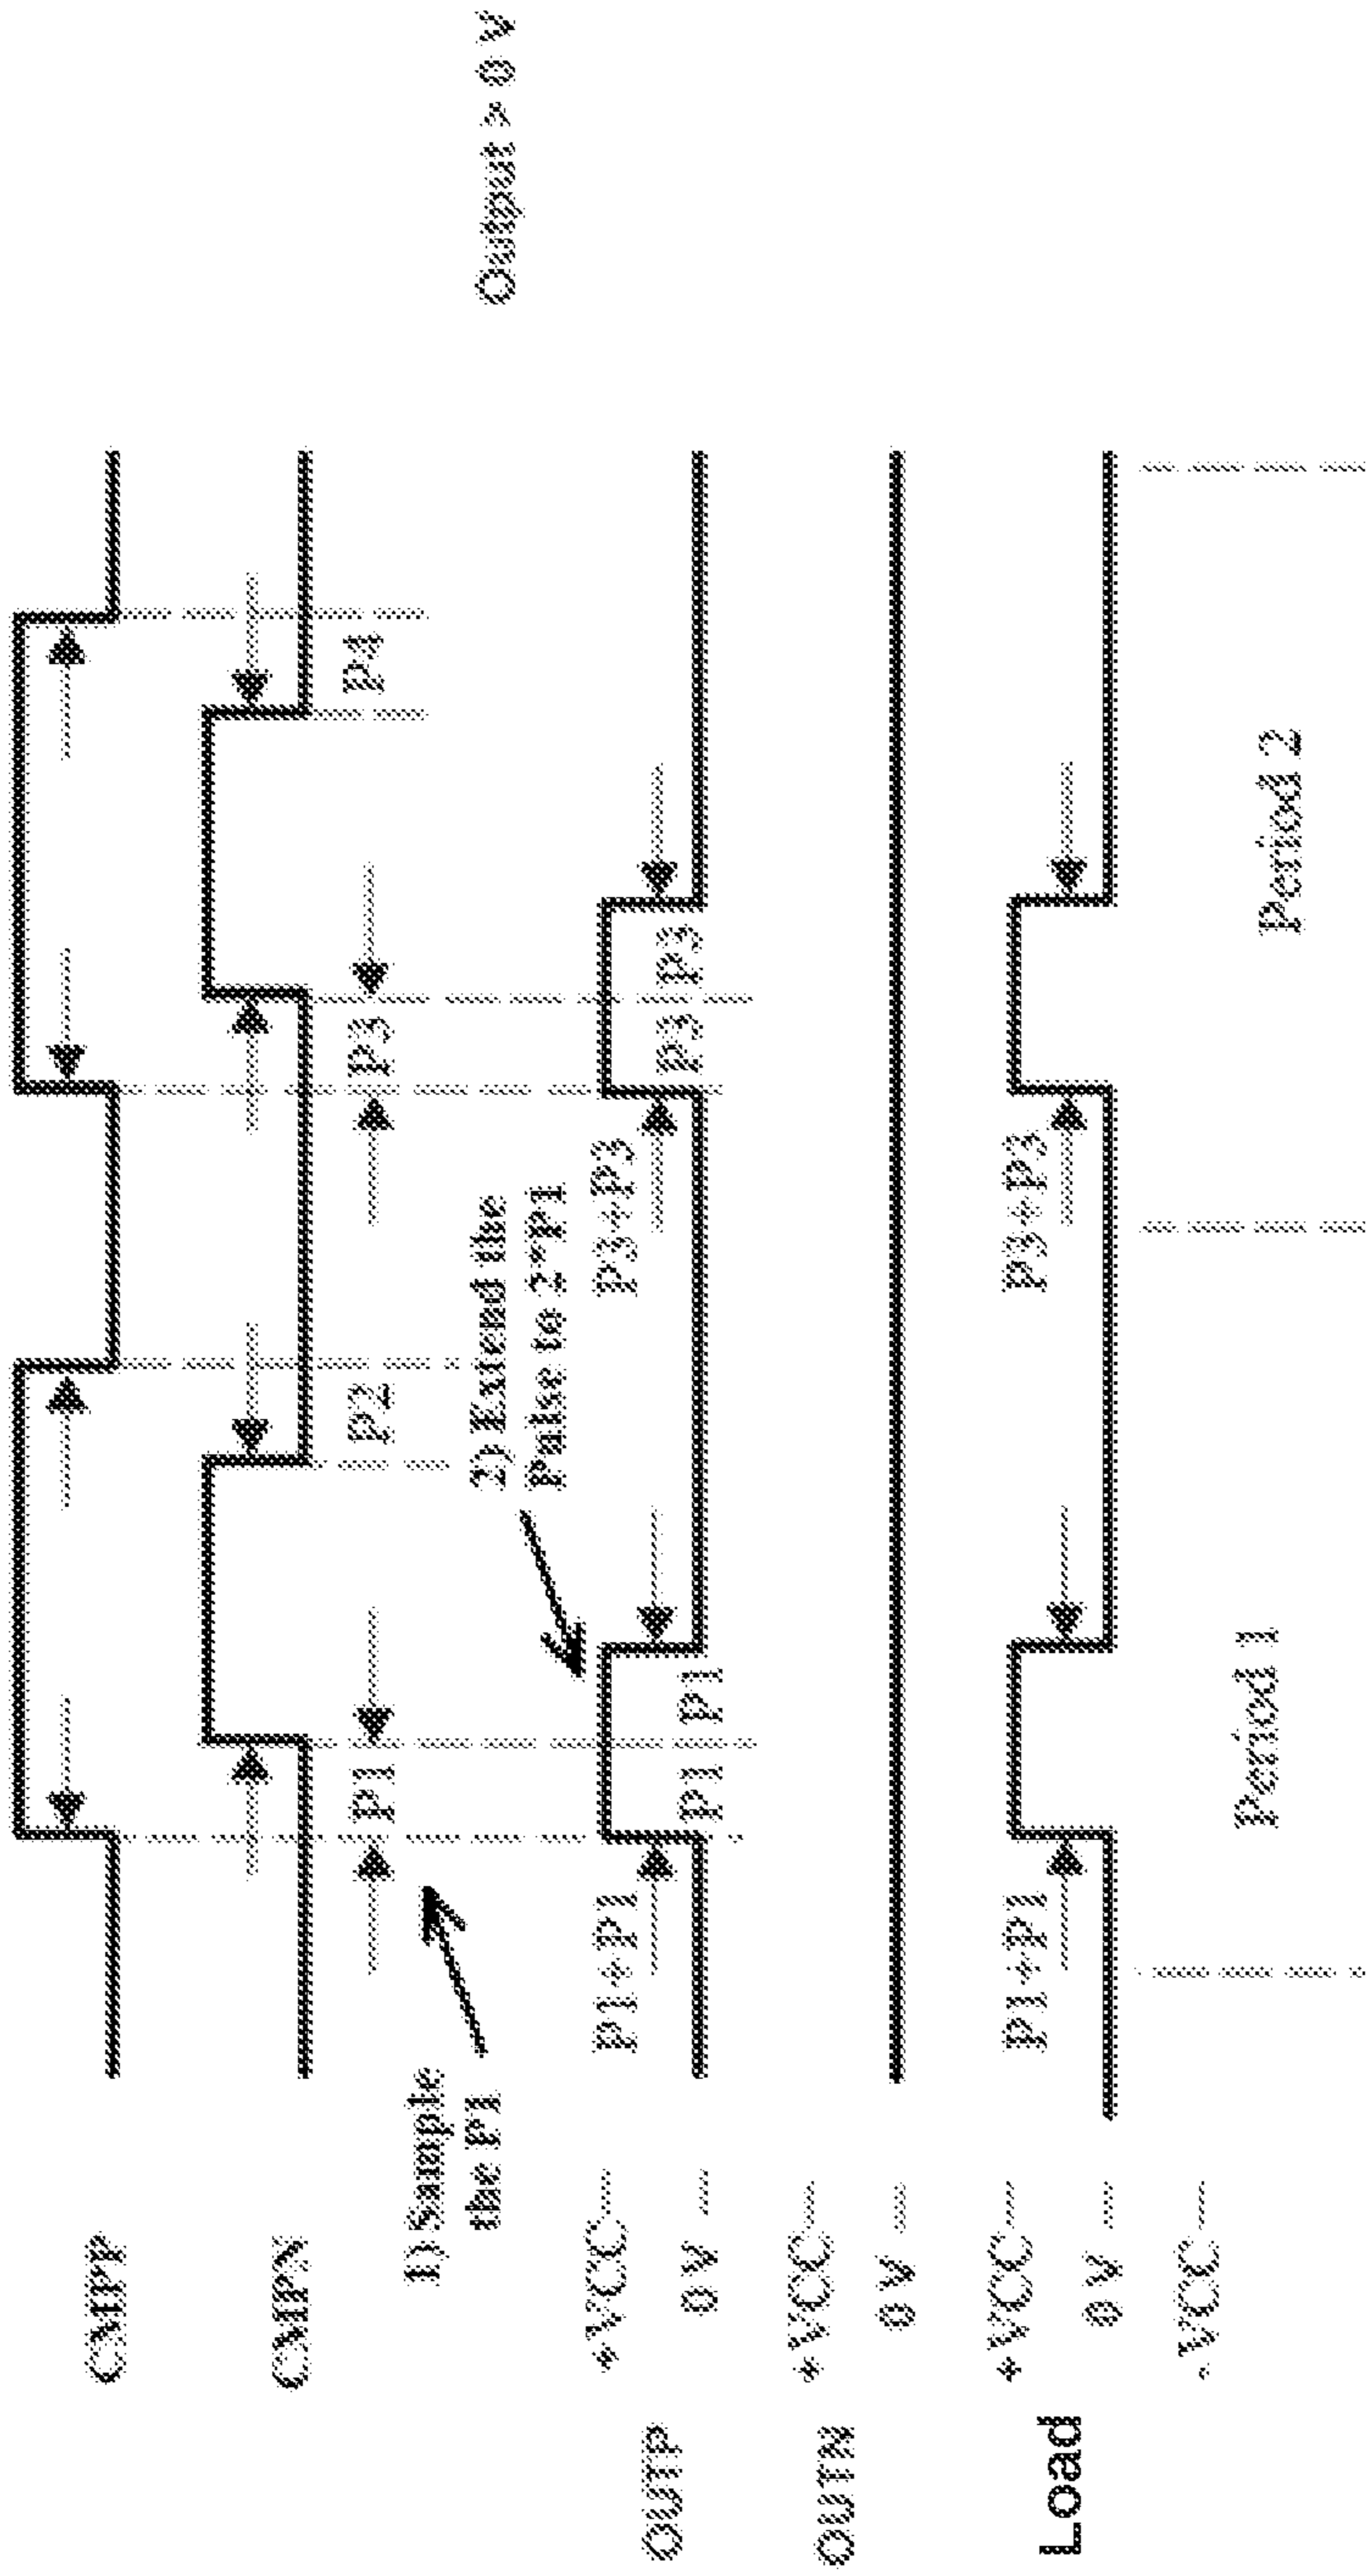 CMPP
CMPN
P1
P2
P3
P4
1) Sample
the P1
2) Extend the
Pulse to 2*P1
Output > 0 V
OUTP
+VCC
0 V
P1+P1
P1 P1
P3+P3
P3 P3
OUTN
+VCC
0 V
Load
+VCC
0 V
-VCC
P1+P1
P3+P3
Period 1
Period 2